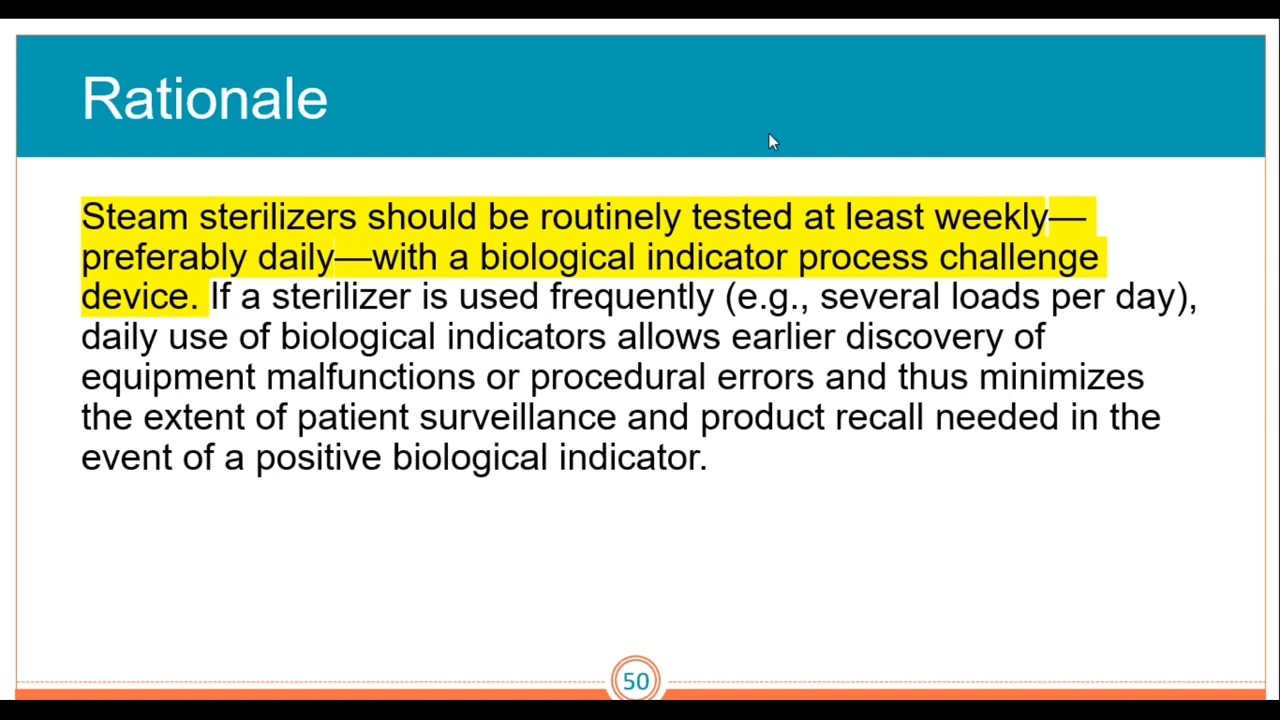 Rationale
Steam sterilizers should be routinely tested at least weekly—
preferably daily—with a biological indicator process challenge
device. If a sterilizer is used frequently (e.g., several loads per day),
daily use of biological indicators allows earlier discovery of
equipment malfunctions or procedural errors and thus minimizes
the extent of patient surveillance and product recall needed in the
event of a positive biological indicator.
50